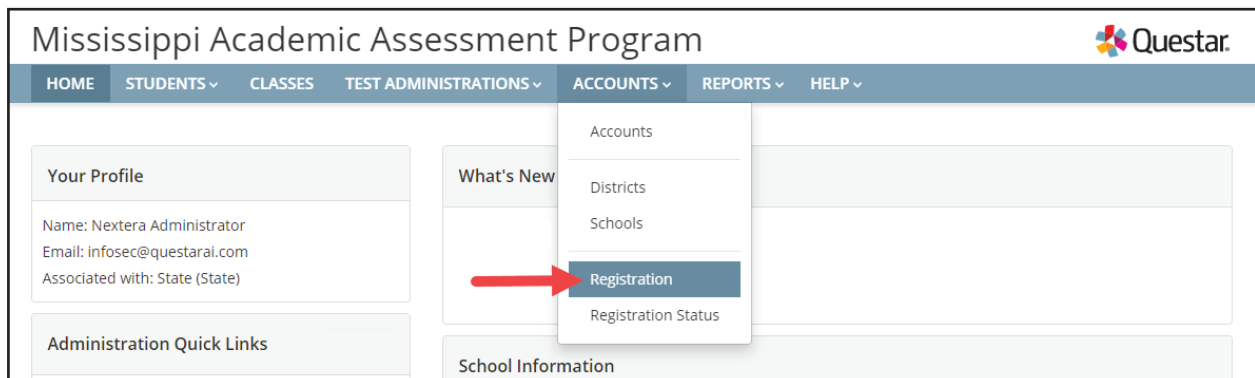 Mississippi Academic Assessment Program
Questar
HOME STUDENTS CLASSES TEST ADMINISTRATIONS ACCOUNTS REPORTS HELP
Accounts
Districts
Schools
Registration
Registration Status
Your Profile
Name: Nextera Administrator
Email: infosec@questarai.com
Associated with: State (State)
Administration Quick Links
What's New
School Information